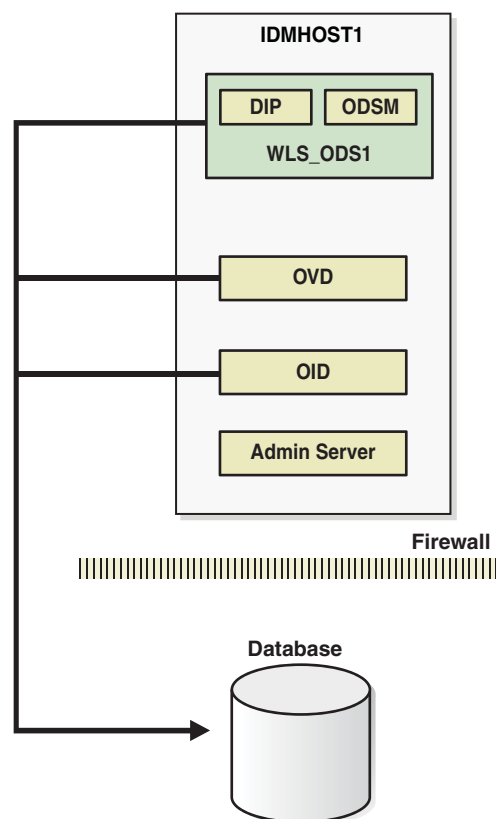 IDMHOST1
DIP
ODSM
WLS_ODS1
OVD
OID
Admin Server
Firewall
Database